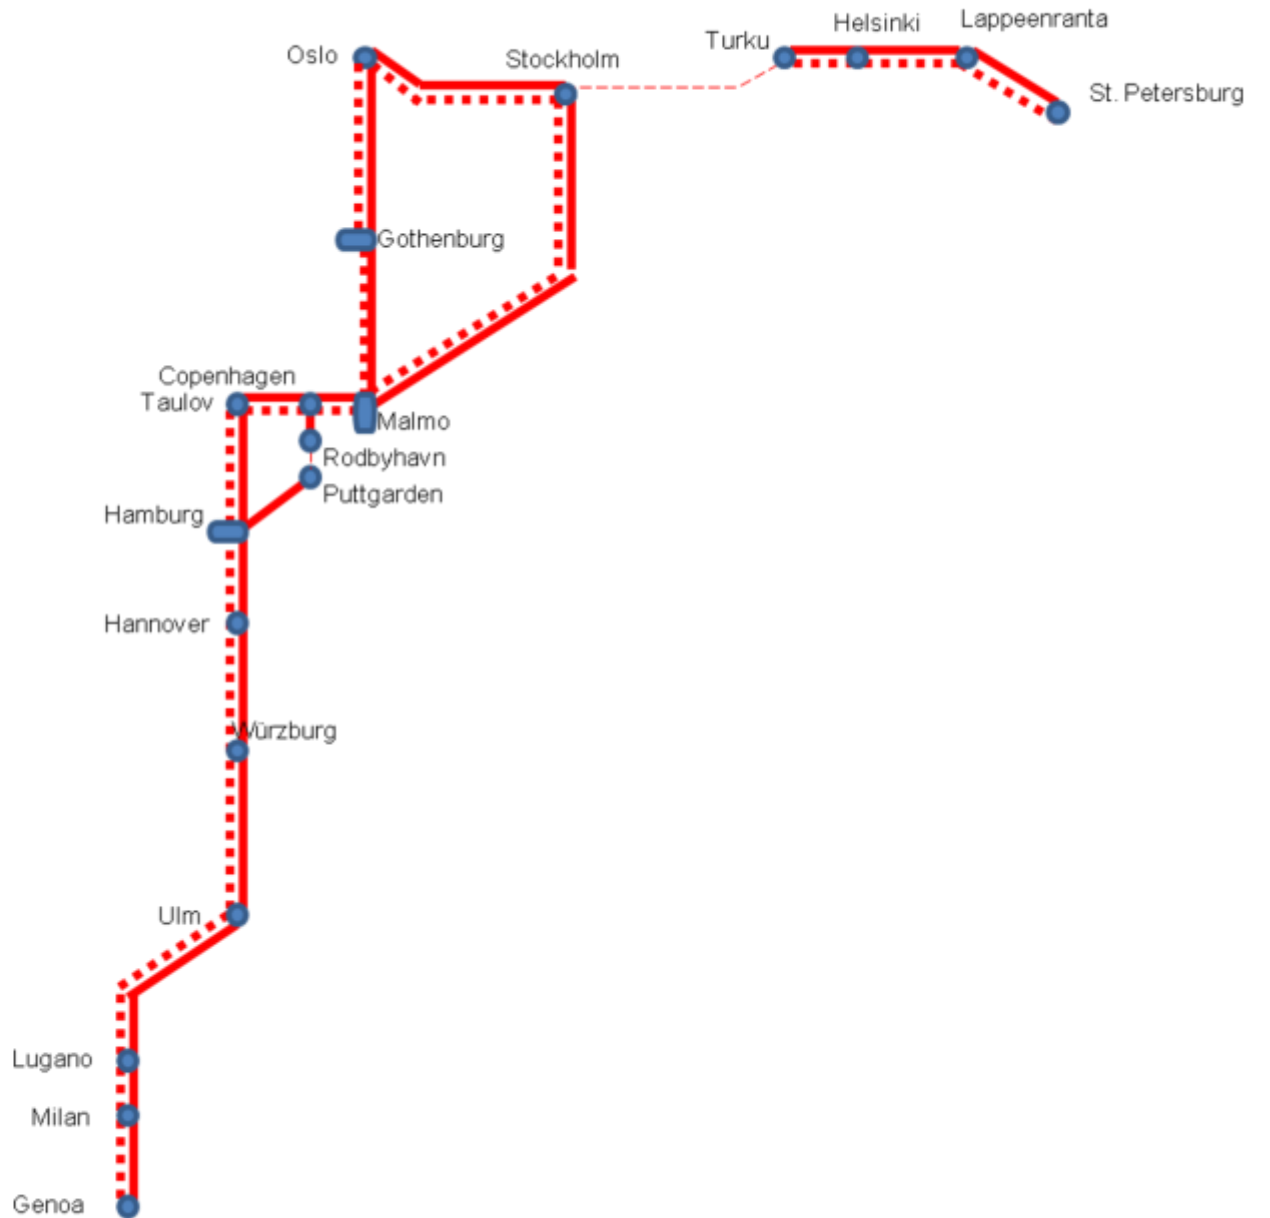 Lappeenranta
Helsinki
Turku
Oslo
Stockholm
St. Petersburg
Gothenburg
Copenhagen
Taulov
Malmo
Rodbyhavn
Puttgarden
Hamburg
Hannover
Würzburg
Ulm
Lugano
Milan
Genoa